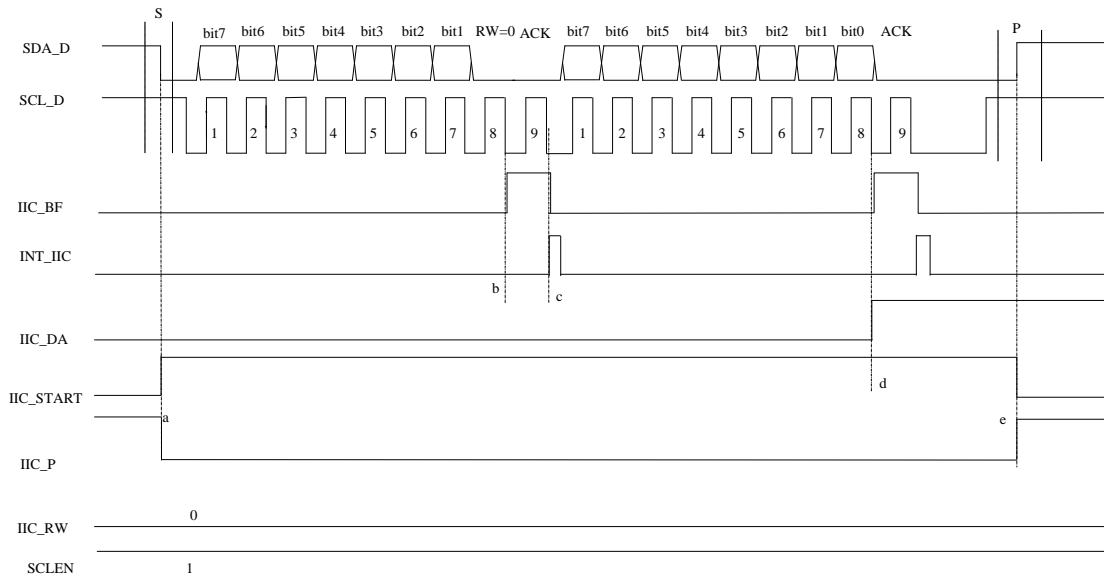 S P
bit7 bit6 bit5 bit4 bit3 bit2 bit1 RW=0 ACK bit7 bit6 bit5 bit4 bit3 bit2 bit1 bit0 ACK
SDA_D
SCL_D
1 2 3 4 5 6 7 8 9 1 2 3 4 5 6 7 8 9
IIC_BF
INT_IIC
b c
IIC_DA
d
IIC_START
a e
IIC_P
0
IIC_RW
SCLEN 1